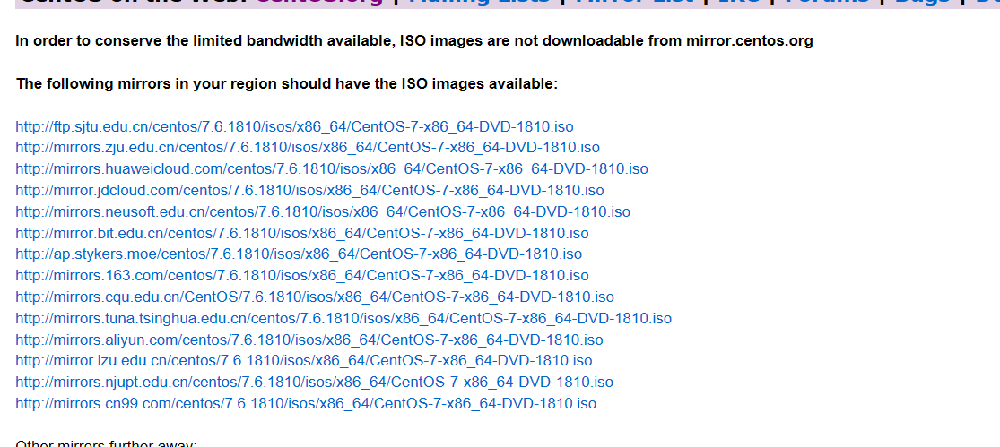 CentOS on the Web: CentOS.org | Mailing Lists | Mirror List | IRC | Forums | Bugs |
In order to conserve the limited bandwidth available, ISO images are not downloadable from mirror.centos.org
The following mirrors in your region should have the ISO images available:
http://ftp.sjtu.edu.cn/centos/7.6.1810/isos/x86_64/CentOS-7-x86_64-DVD-1810.iso
http://mirrors.zju.edu.cn/centos/7.6.1810/isos/x86_64/CentOS-7-x86_64-DVD-1810.iso
http://mirrors.huaweicloud.com/centos/7.6.1810/isos/x86_64/CentOS-7-x86_64-DVD-1810.iso
http://mirror.jdcloud.com/centos/7.6.1810/isos/x86_64/CentOS-7-x86_64-DVD-1810.iso
http://mirrors.neusoft.edu.cn/centos/7.6.1810/isos/x86_64/CentOS-7-x86_64-DVD-1810.iso
http://mirror.bit.edu.cn/centos/7.6.1810/isos/x86_64/CentOS-7-x86_64-DVD-1810.iso
http://ap.stykers.moe/centos/7.6.1810/isos/x86_64/CentOS-7-x86_64-DVD-1810.iso
http://mirrors.163.com/centos/7.6.1810/isos/x86_64/CentOS-7-x86_64-DVD-1810.iso
http://mirrors.cqu.edu.cn/CentOS/7.6.1810/isos/x86_64/CentOS-7-x86_64-DVD-1810.iso
http://mirrors.tuna.tsinghua.edu.cn/centos/7.6.1810/isos/x86_64/CentOS-7-x86_64-DVD-1810.iso
http://mirrors.aliyun.com/centos/7.6.1810/isos/x86_64/CentOS-7-x86_64-DVD-1810.iso
http://mirror.lzu.edu.cn/centos/7.6.1810/isos/x86_64/CentOS-7-x86_64-DVD-1810.iso
http://mirrors.njupt.edu.cn/centos/7.6.1810/isos/x86_64/CentOS-7-x86_64-DVD-1810.iso
http://mirrors.cn99.com/centos/7.6.1810/isos/x86_64/CentOS-7-x86_64-DVD-1810.iso
Other mirrors further away: